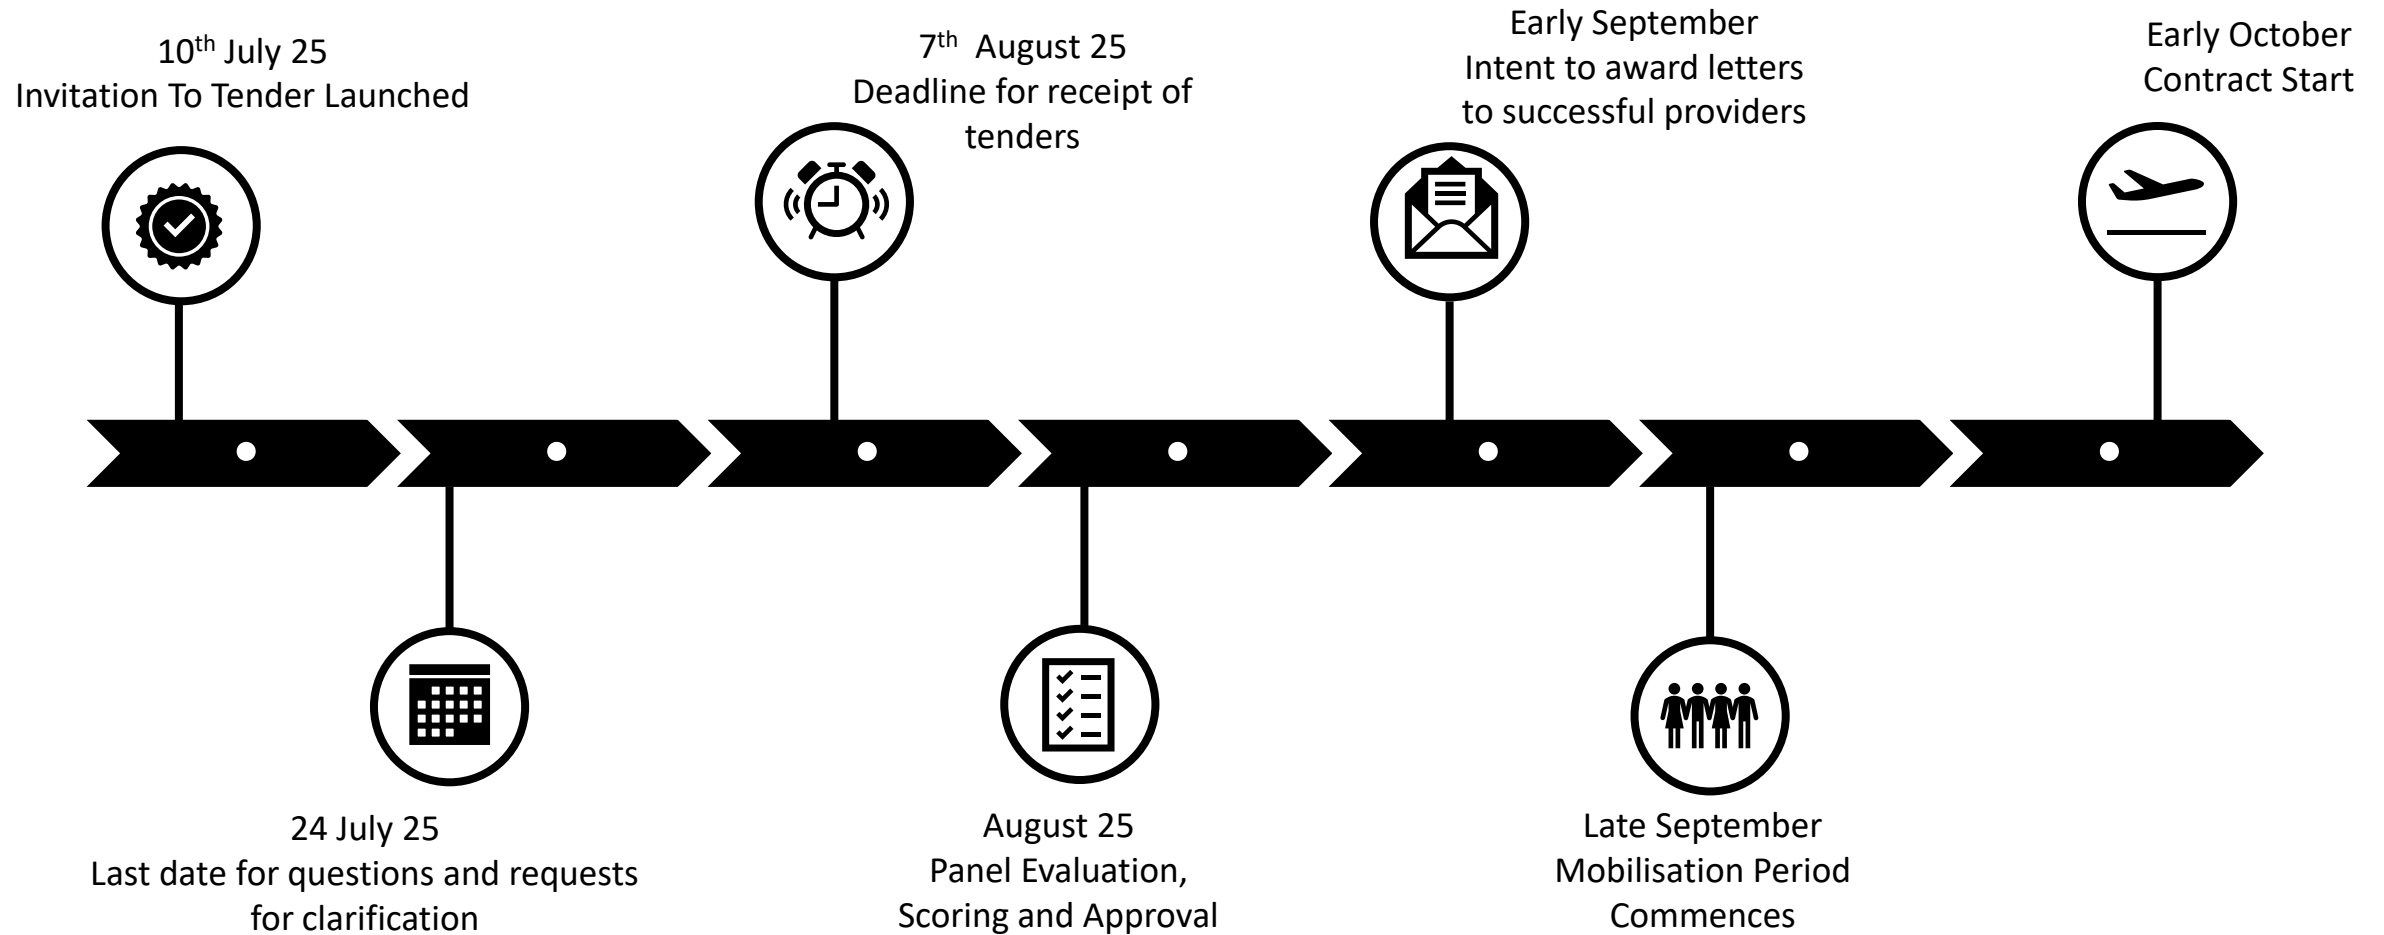 10th July 25
Invitation To Tender Launched
24 July 25
Last date for questions and requests
for clarification
7th August 25
Deadline for receipt of
tenders
August 25
Panel Evaluation,
Scoring and Approval
Early September
Intent to award letters
to successful providers
Late September
Mobilisation Period
Commences
Early October
Contract Start